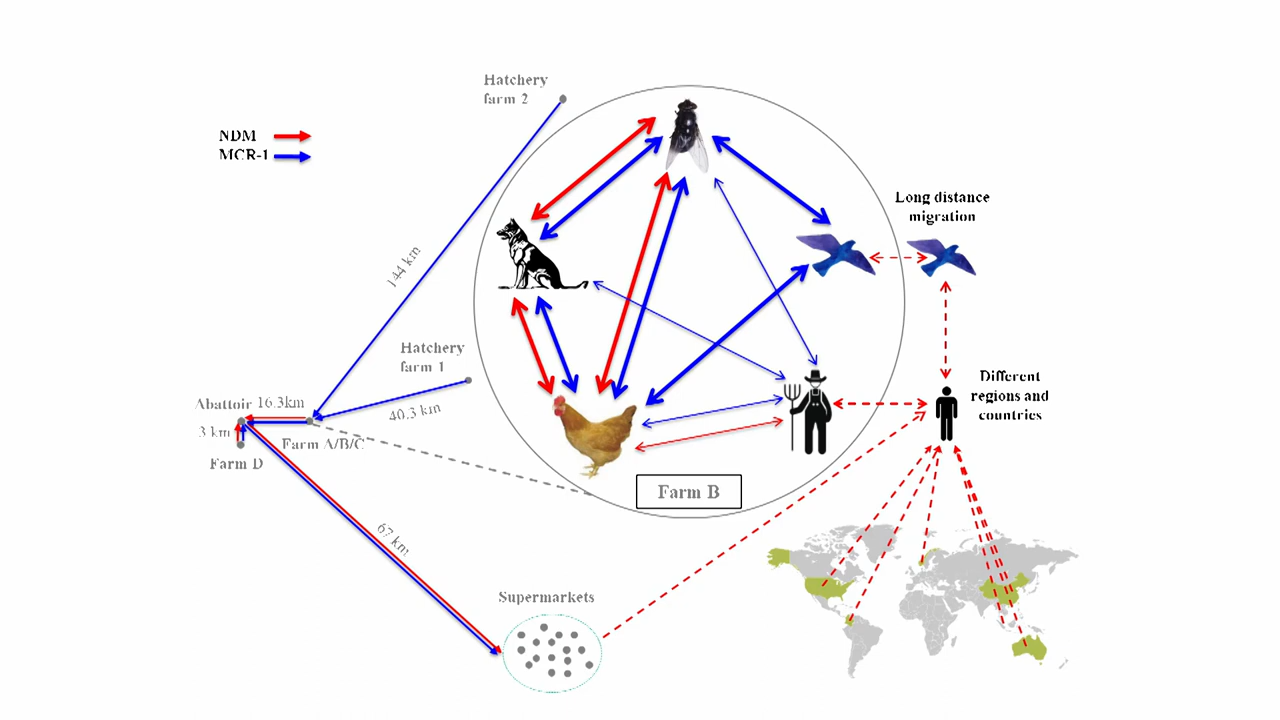 Hatchery
farm 2
NDM
MCR-1
Long distance
migration
144 km
Hatchery
farm 1
Different
regions and
countries
Abattoir
16.3km
40.3 km
3 km
Farm A/B/C
Farm D
Farm B
67 km
Supermarkets